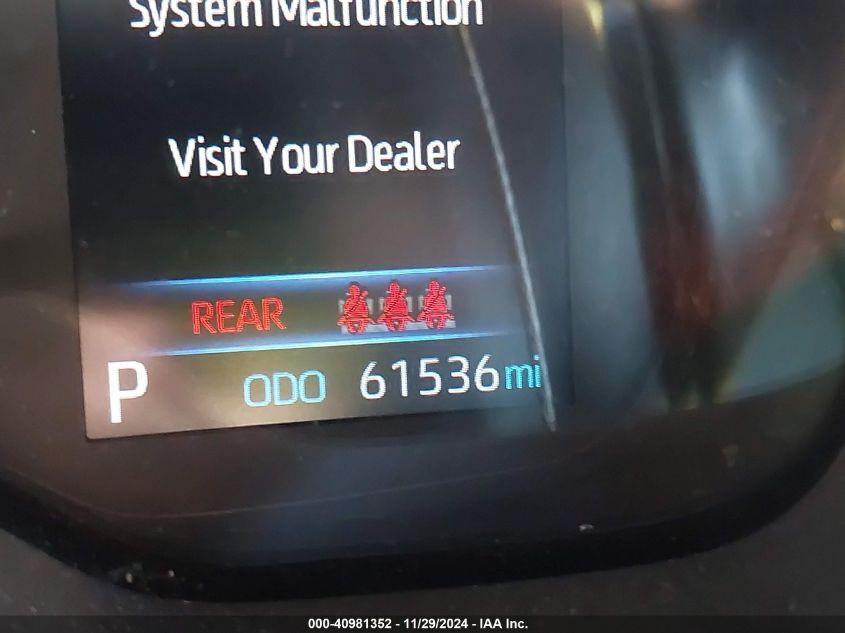 System Malfunction
Visit Your Dealer
REAR
P ODO 61536 mi
000-40981352 - 11/29/2024 - IAA Inc.